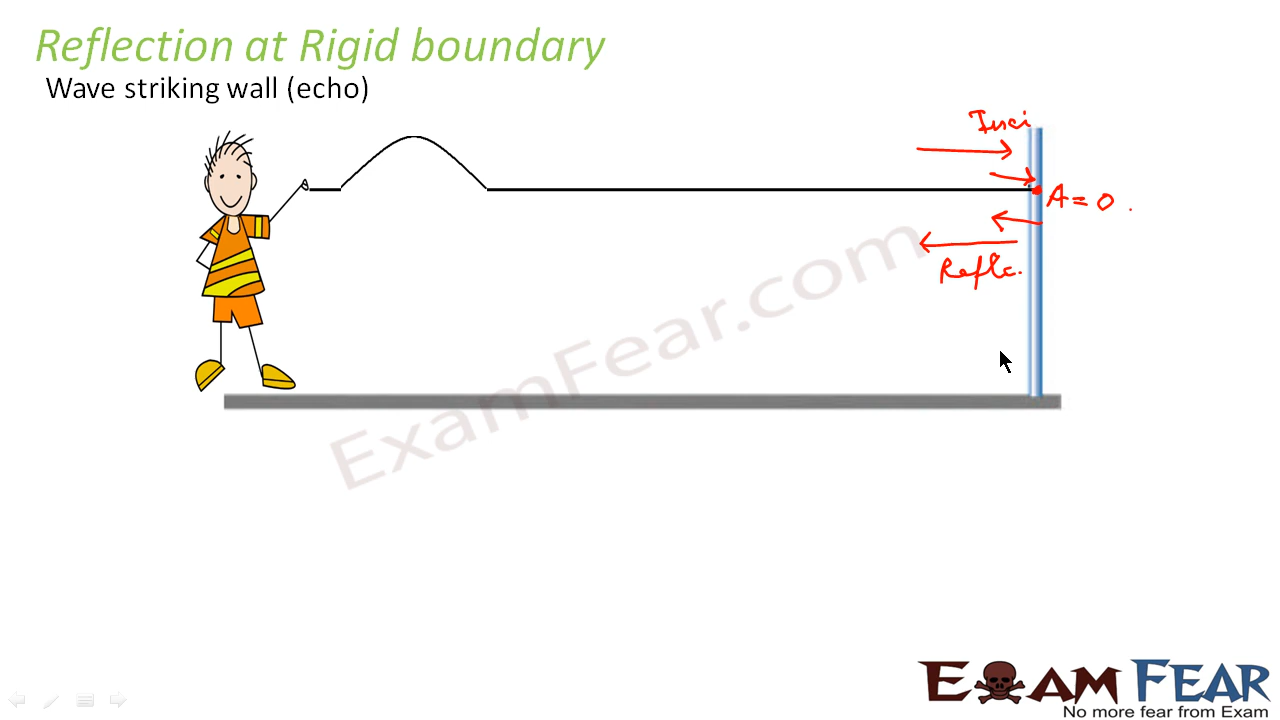 Reflection at Rigid boundary
Wave striking wall (echo)
Inci
A = 0 .
Refle.
ExamFear.com
EXAM FEAR
No more fear from Exam